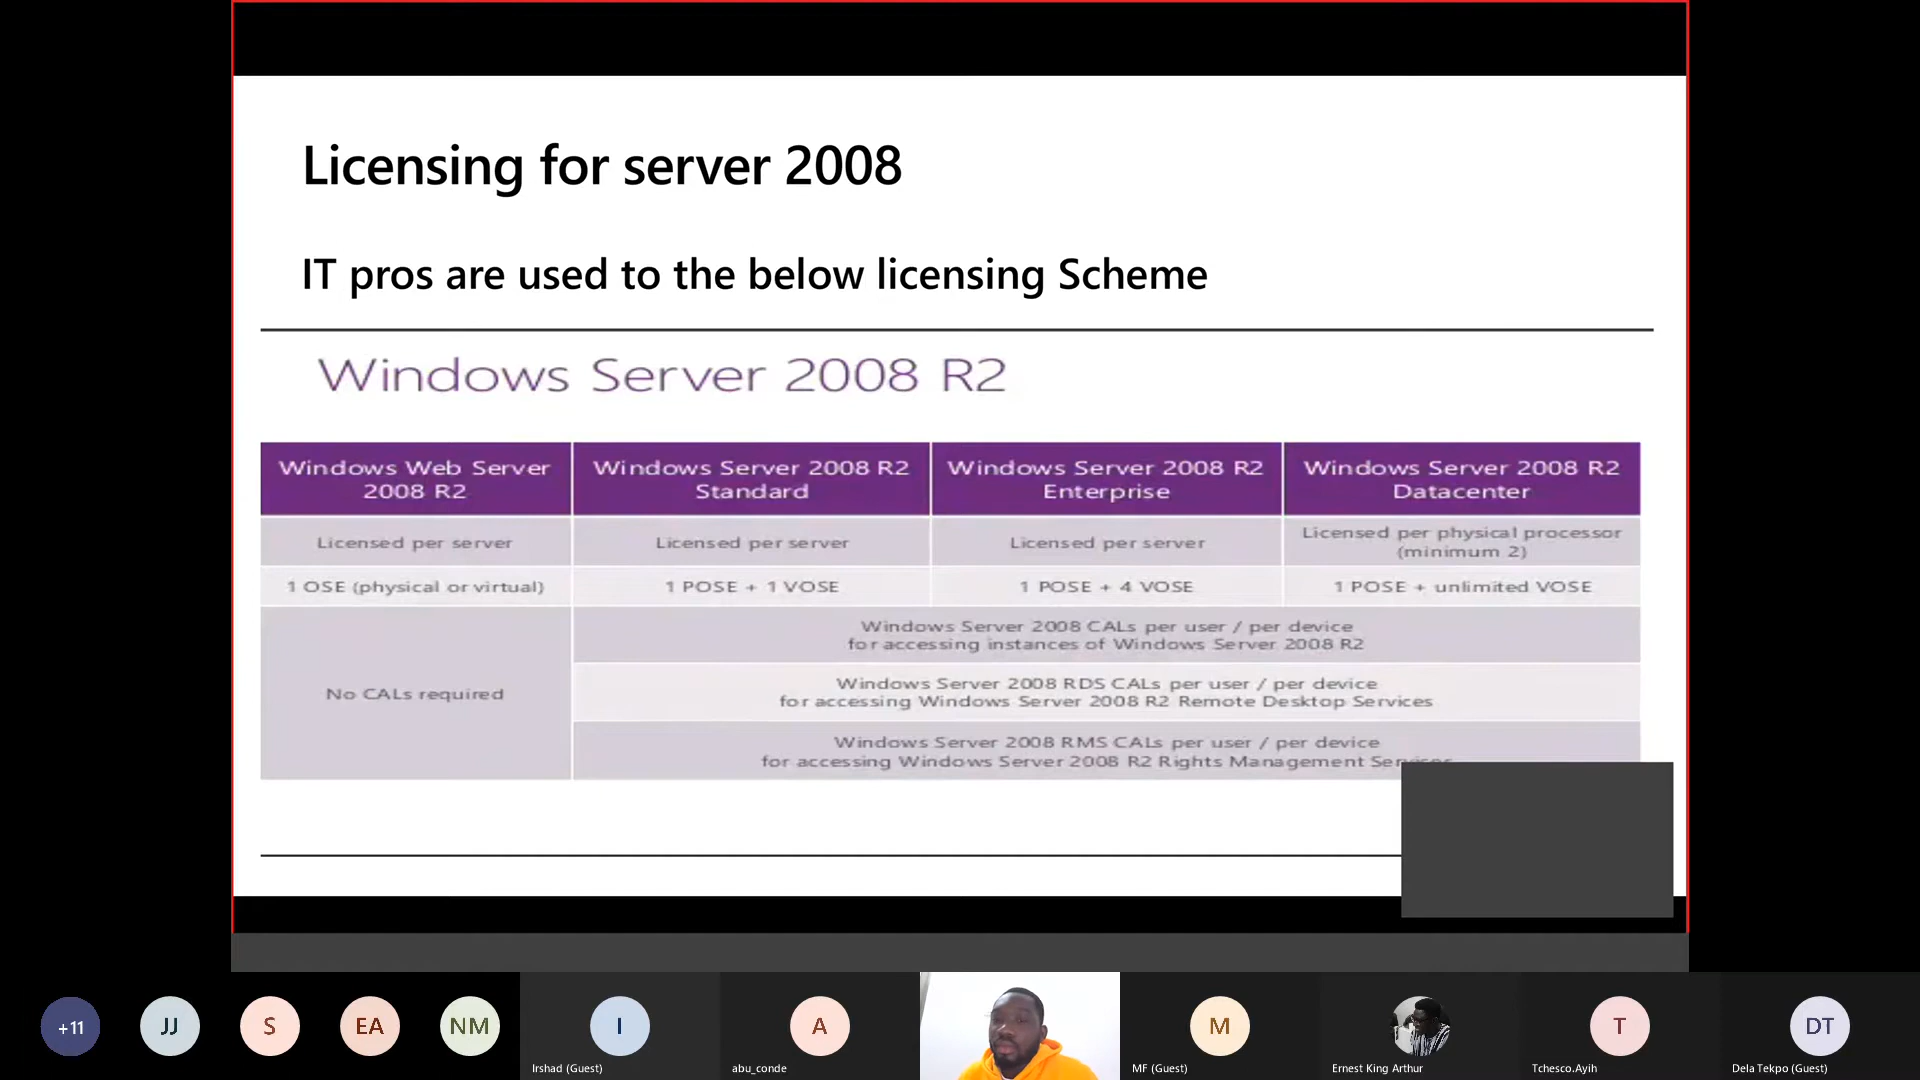 Licensing for server 2008
IT pros are used to the below licensing Scheme
Windows Server 2008 R2
Windows Web Server
2008 R2
Windows Server 2008 R2
Standard
Windows Server 2008 R2
Enterprise
Windows Server 2008 R2
Datacenter
Licensed per server
Licensed per server
Licensed per server
Licensed per physical processor
(minimum 2)
1 OSE (physical or virtual)
1 POSE + 1 VOSE
1 POSE + 4 VOSE
1 POSE + unlimited VOSE
No CALs required
Windows Server 2008 CALs per user / per device
for accessing instances of Windows Server 2008 R2
Windows Server 2008 RDS CALs per user / per device
for accessing Windows Server 2008 R2 Remote Desktop Services
Windows Server 2008 RMS CALs per user / per device
for accessing Windows Server 2008 R2 Rights Management
+11
JJ
S
EA
NM
I
Irshad (Guest)
A
abu_conde
M
MF (Guest)
Ernest King Arthur
T
Tchesco.Ayih
DT
Dela Tekpo (Guest)